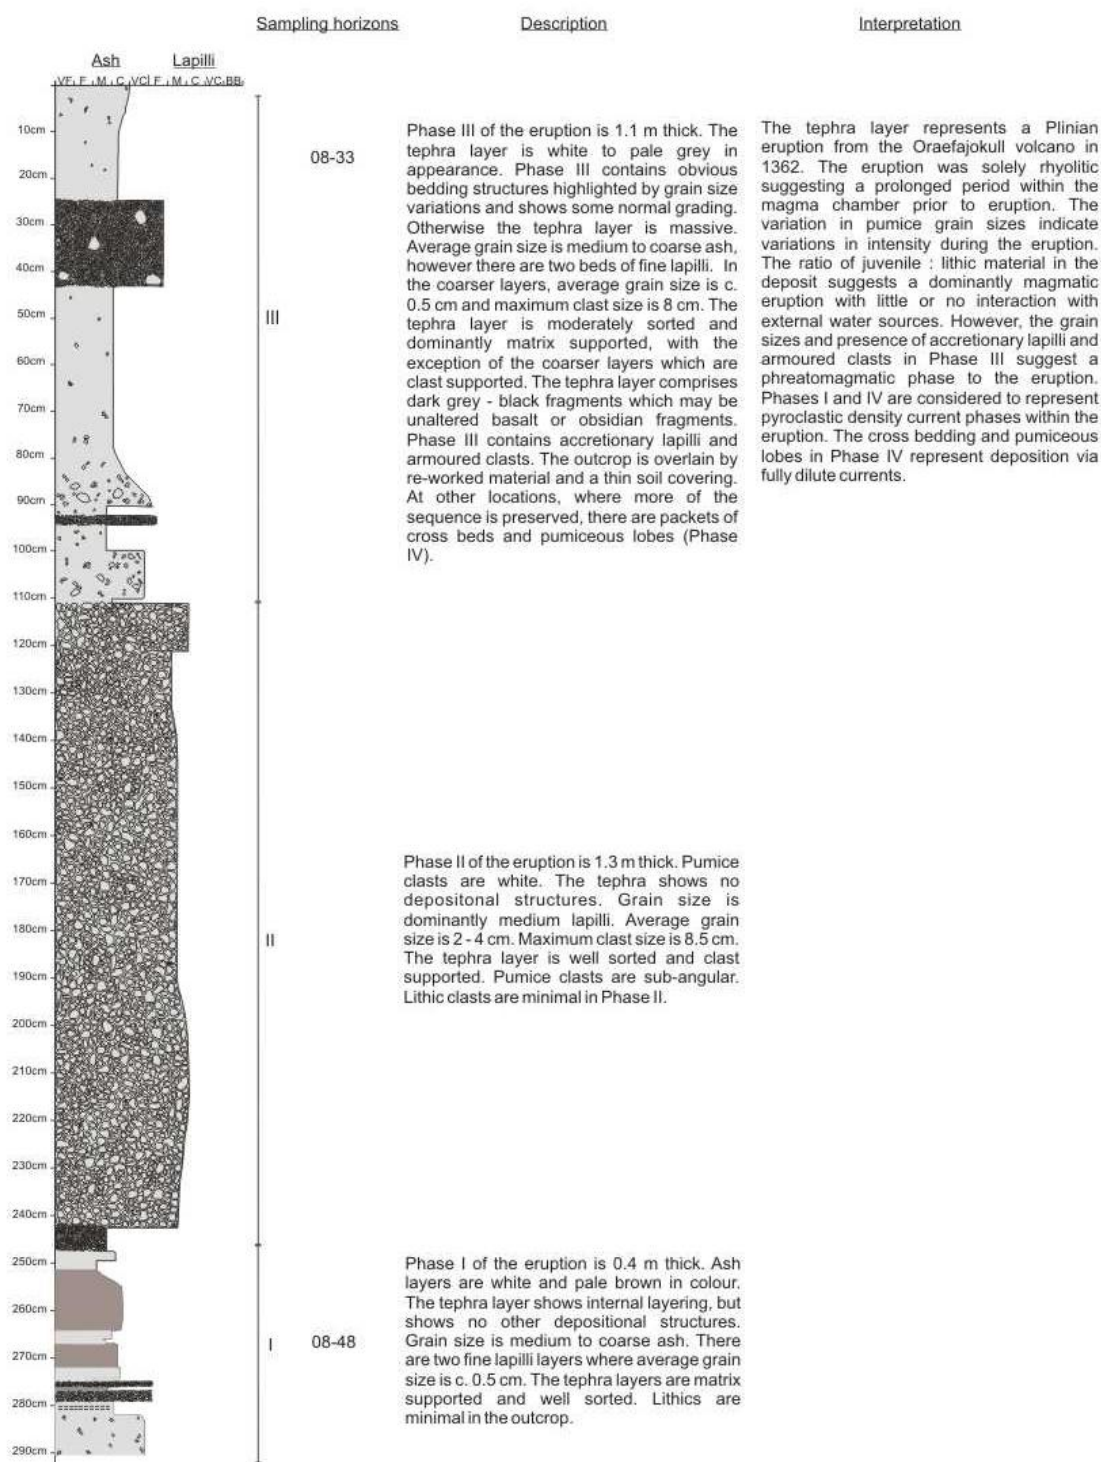 Sampling horizons
Description
Interpretation
Ash
Lapilli
VF F M C VC F M C VC BB
10cm
20cm
30cm
40cm
50cm
60cm
70cm
80cm
90cm
100cm
110cm
120cm
130cm
140cm
150cm
160cm
170cm
180cm
190cm
200cm
210cm
220cm
230cm
240cm
250cm
260cm
270cm
280cm
290cm
III
II
I
08-33
08-48
Phase III of the eruption is 1.1 m thick. The
tephra layer is white to pale grey in
appearance. Phase III contains obvious
bedding structures highlighted by grain size
variations and shows some normal grading.
Otherwise the tephra layer is massive.
Average grain size is medium to coarse ash,
however there are two beds of fine lapilli. In
the coarser layers, average grain size is c.
0.5 cm and maximum clast size is 8 cm. The
tephra layer is moderately sorted and
dominantly matrix supported, with the
exception of the coarser layers which are
clast supported. The tephra layer comprises
dark grey - black fragments which may be
unaltered basalt or obsidian fragments.
Phase III contains accretionary lapilli and
armoured clasts. The outcrop is overlain by
re-worked material and a thin soil covering.
At other locations, where more of the
sequence is preserved, there are packets of
cross beds and pumiceous lobes (Phase
IV).
The tephra layer represents a Plinian
eruption from the Oraefajokull volcano in
1362. The eruption was solely rhyolitic
suggesting a prolonged period within the
magma chamber prior to eruption. The
variation in pumice grain sizes indicate
variations in intensity during the eruption.
The ratio of juvenile : lithic material in the
deposit suggests a dominantly magmatic
eruption with little or no interaction with
external water sources. However, the grain
sizes and presence of accretionary lapilli and
armoured clasts in Phase III suggest a
phreatomagmatic phase to the eruption.
Phases I and IV are considered to represent
pyroclastic density current phases within the
eruption. The cross bedding and pumiceous
lobes in Phase IV represent deposition via
fully dilute currents.
Phase II of the eruption is 1.3 m thick. Pumice
clasts are white. The tephra shows no
depositonal structures. Grain size is
dominantly medium lapilli. Average grain
size is 2 - 4 cm. Maximum clast size is 8.5 cm.
The tephra layer is well sorted and clast
supported. Pumice clasts are sub-angular.
Lithic clasts are minimal in Phase II.
Phase I of the eruption is 0.4 m thick. Ash
layers are white and pale brown in colour.
The tephra layer shows internal layering, but
shows no other depositional structures.
Grain size is medium to coarse ash. There
are two fine lapilli layers where average grain
size is c. 0.5 cm. The tephra layers are matrix
supported and well sorted. Lithics are
minimal in the outcrop.